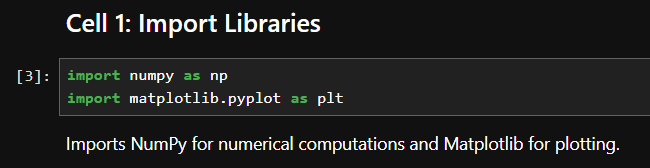 Cell 1: Import Libraries
[3]: import numpy as np
import matplotlib.pyplot as plt
Imports NumPy for numerical computations and Matplotlib for plotting.